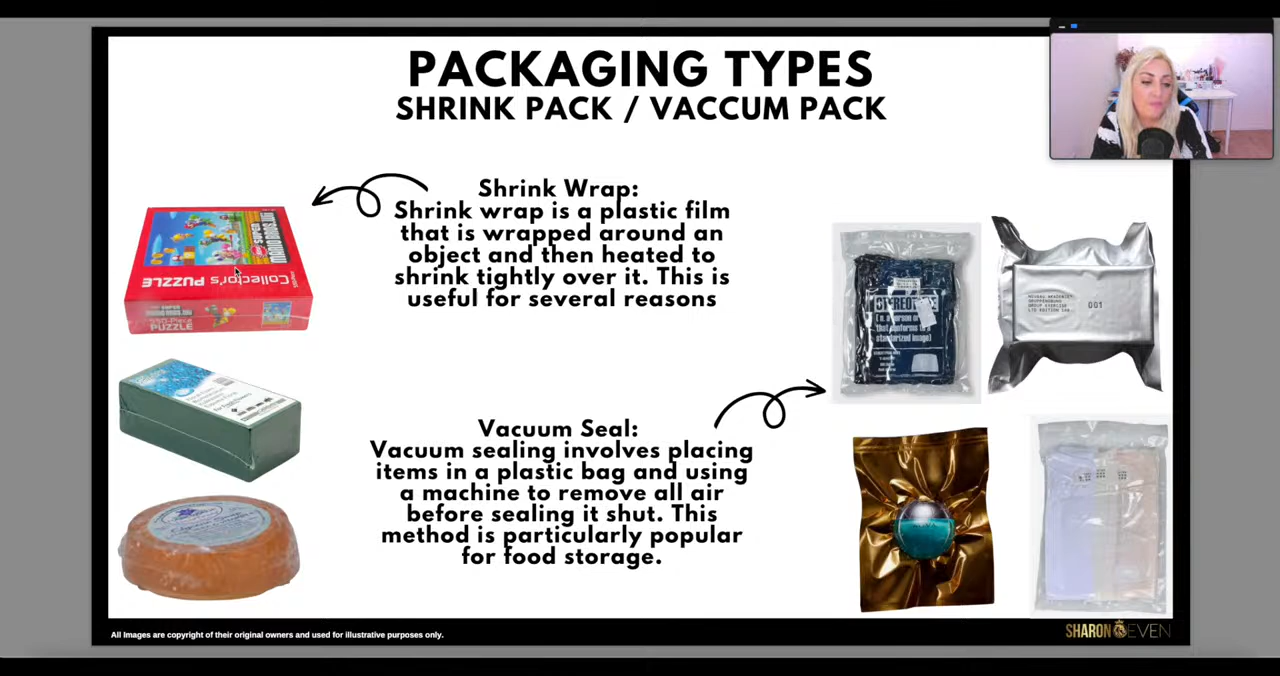 PACKAGING TYPES
SHRINK PACK / VACCUM PACK
Shrink Wrap:
Shrink wrap is a plastic film
that is wrapped around an
object and then heated to
shrink tightly over it. This is
useful for several reasons
Collector's PUZZLE
PUZZLE
STEREOTYPE
001
Vacuum Seal:
Vacuum sealing involves placing
items in a plastic bag and using
a machine to remove all air
before sealing it shut. This
method is particularly popular
for food storage.
All Images are copyright of their original owners and used for illustrative purposes only.
SHARON EVEN